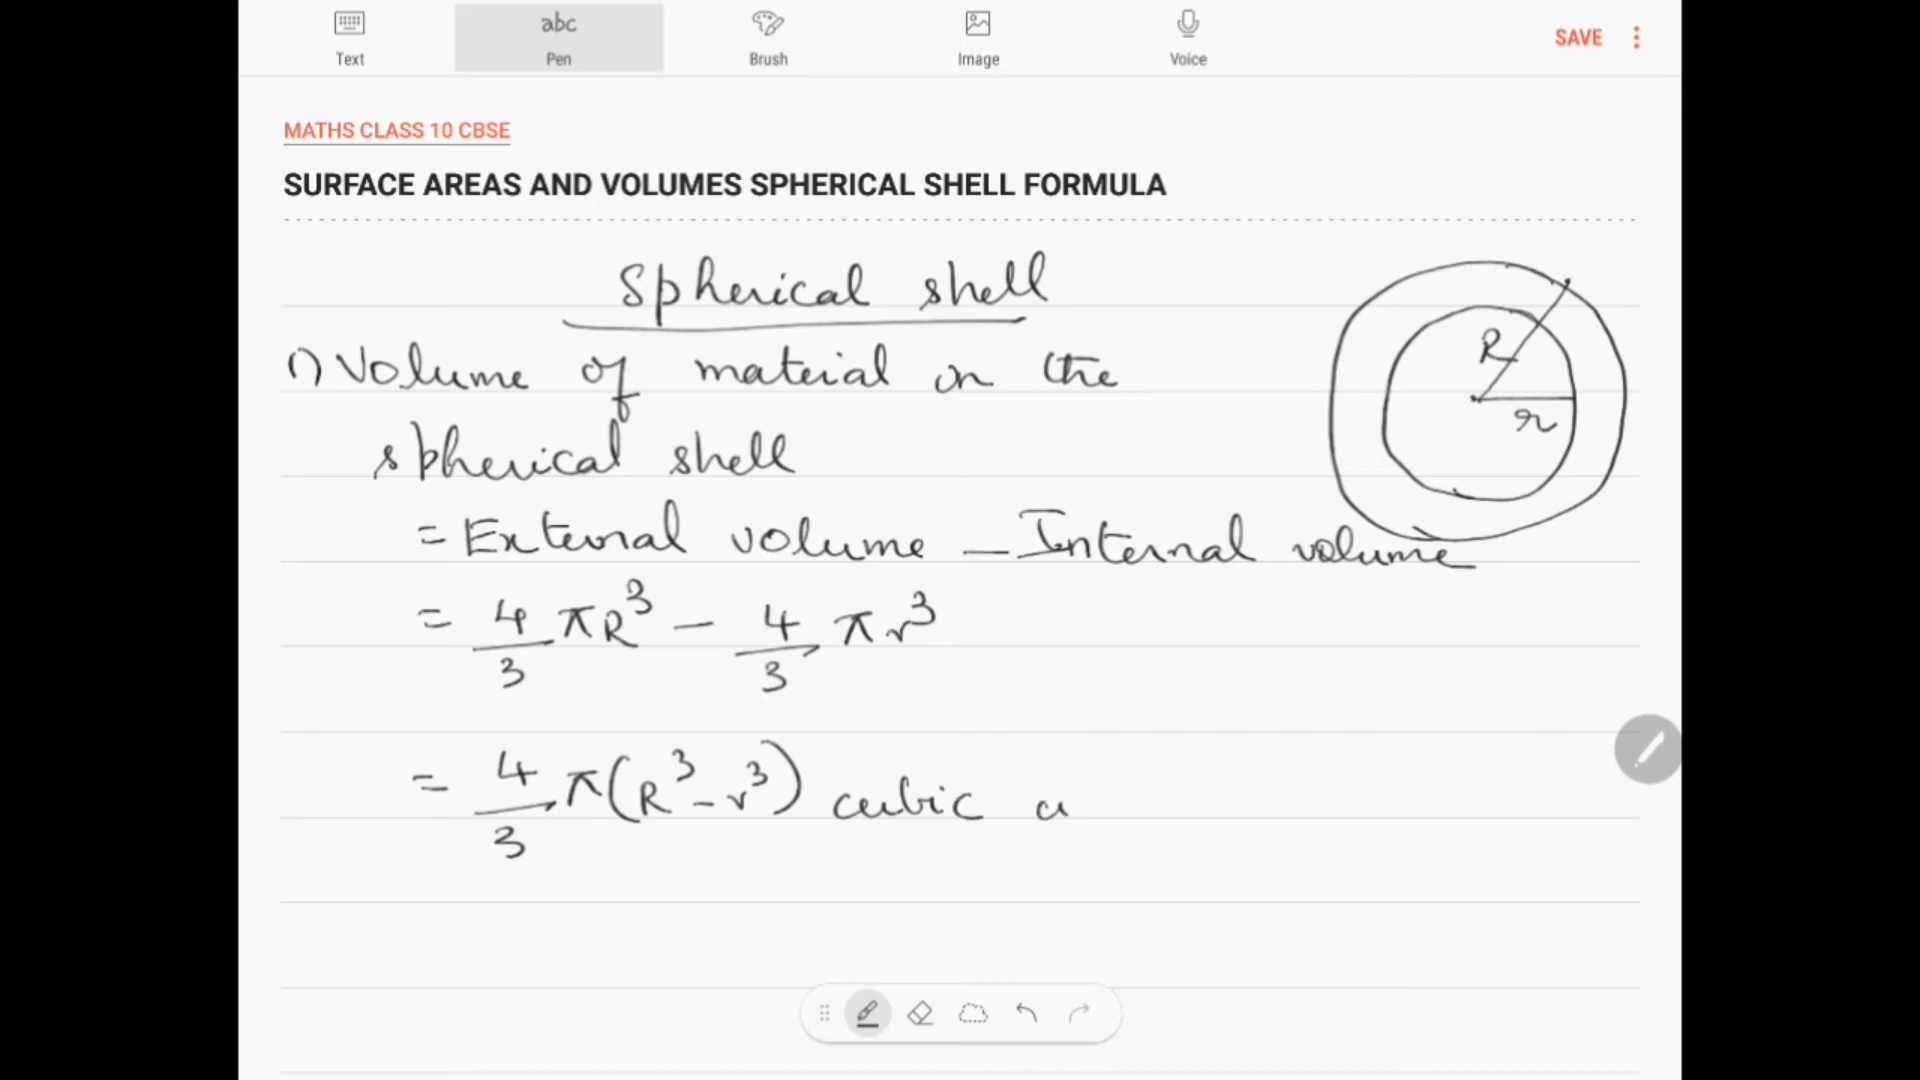 Text
abc
Pen
Brush
Image
Voice
SAVE
MATHS CLASS 10 CBSE
SURFACE AREAS AND VOLUMES SPHERICAL SHELL FORMULA
Spherical shell
1) Volume of material in the
spherical shell
= External volume – Internal volume
= 4/3 πR³ – 4/3 πr³
= 4/3 π(R³ – r³) cubic u
R
r